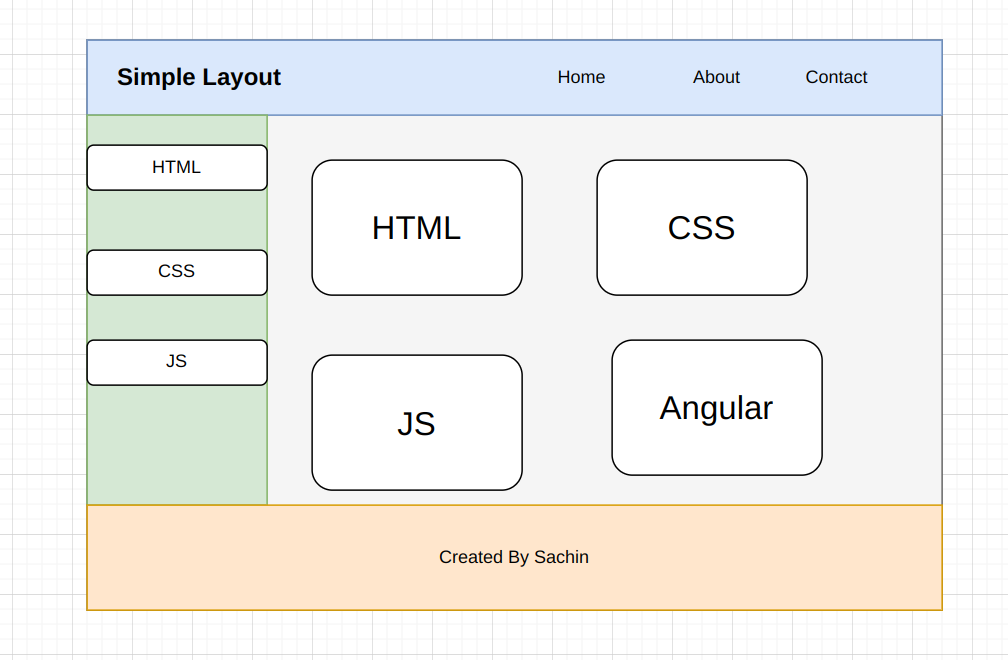 Simple Layout
Home About Contact
HTML
CSS
JS
HTML
CSS
JS
Angular
Created By Sachin